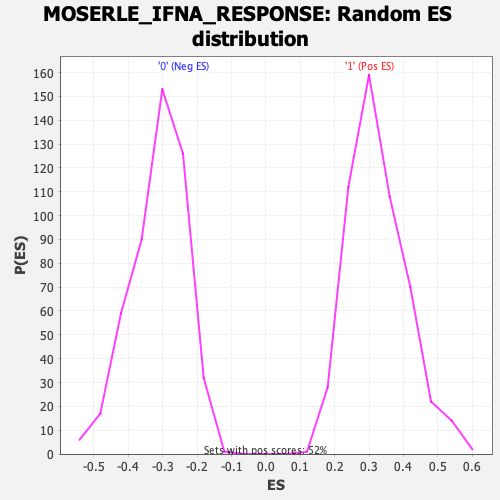 MOSERLE_IFNA_RESPONSE: Random ES
distribution
'0' (Neg ES)
'1' (Pos ES)
160
150
140
130
120
110
100
90
80
70
60
50
40
30
20
10
0
P(ES)
Sets with pos scores: 52%
-0.5 -0.4 -0.3 -0.2 -0.1 0.0 0.1 0.2 0.3 0.4 0.5 0.6
ES